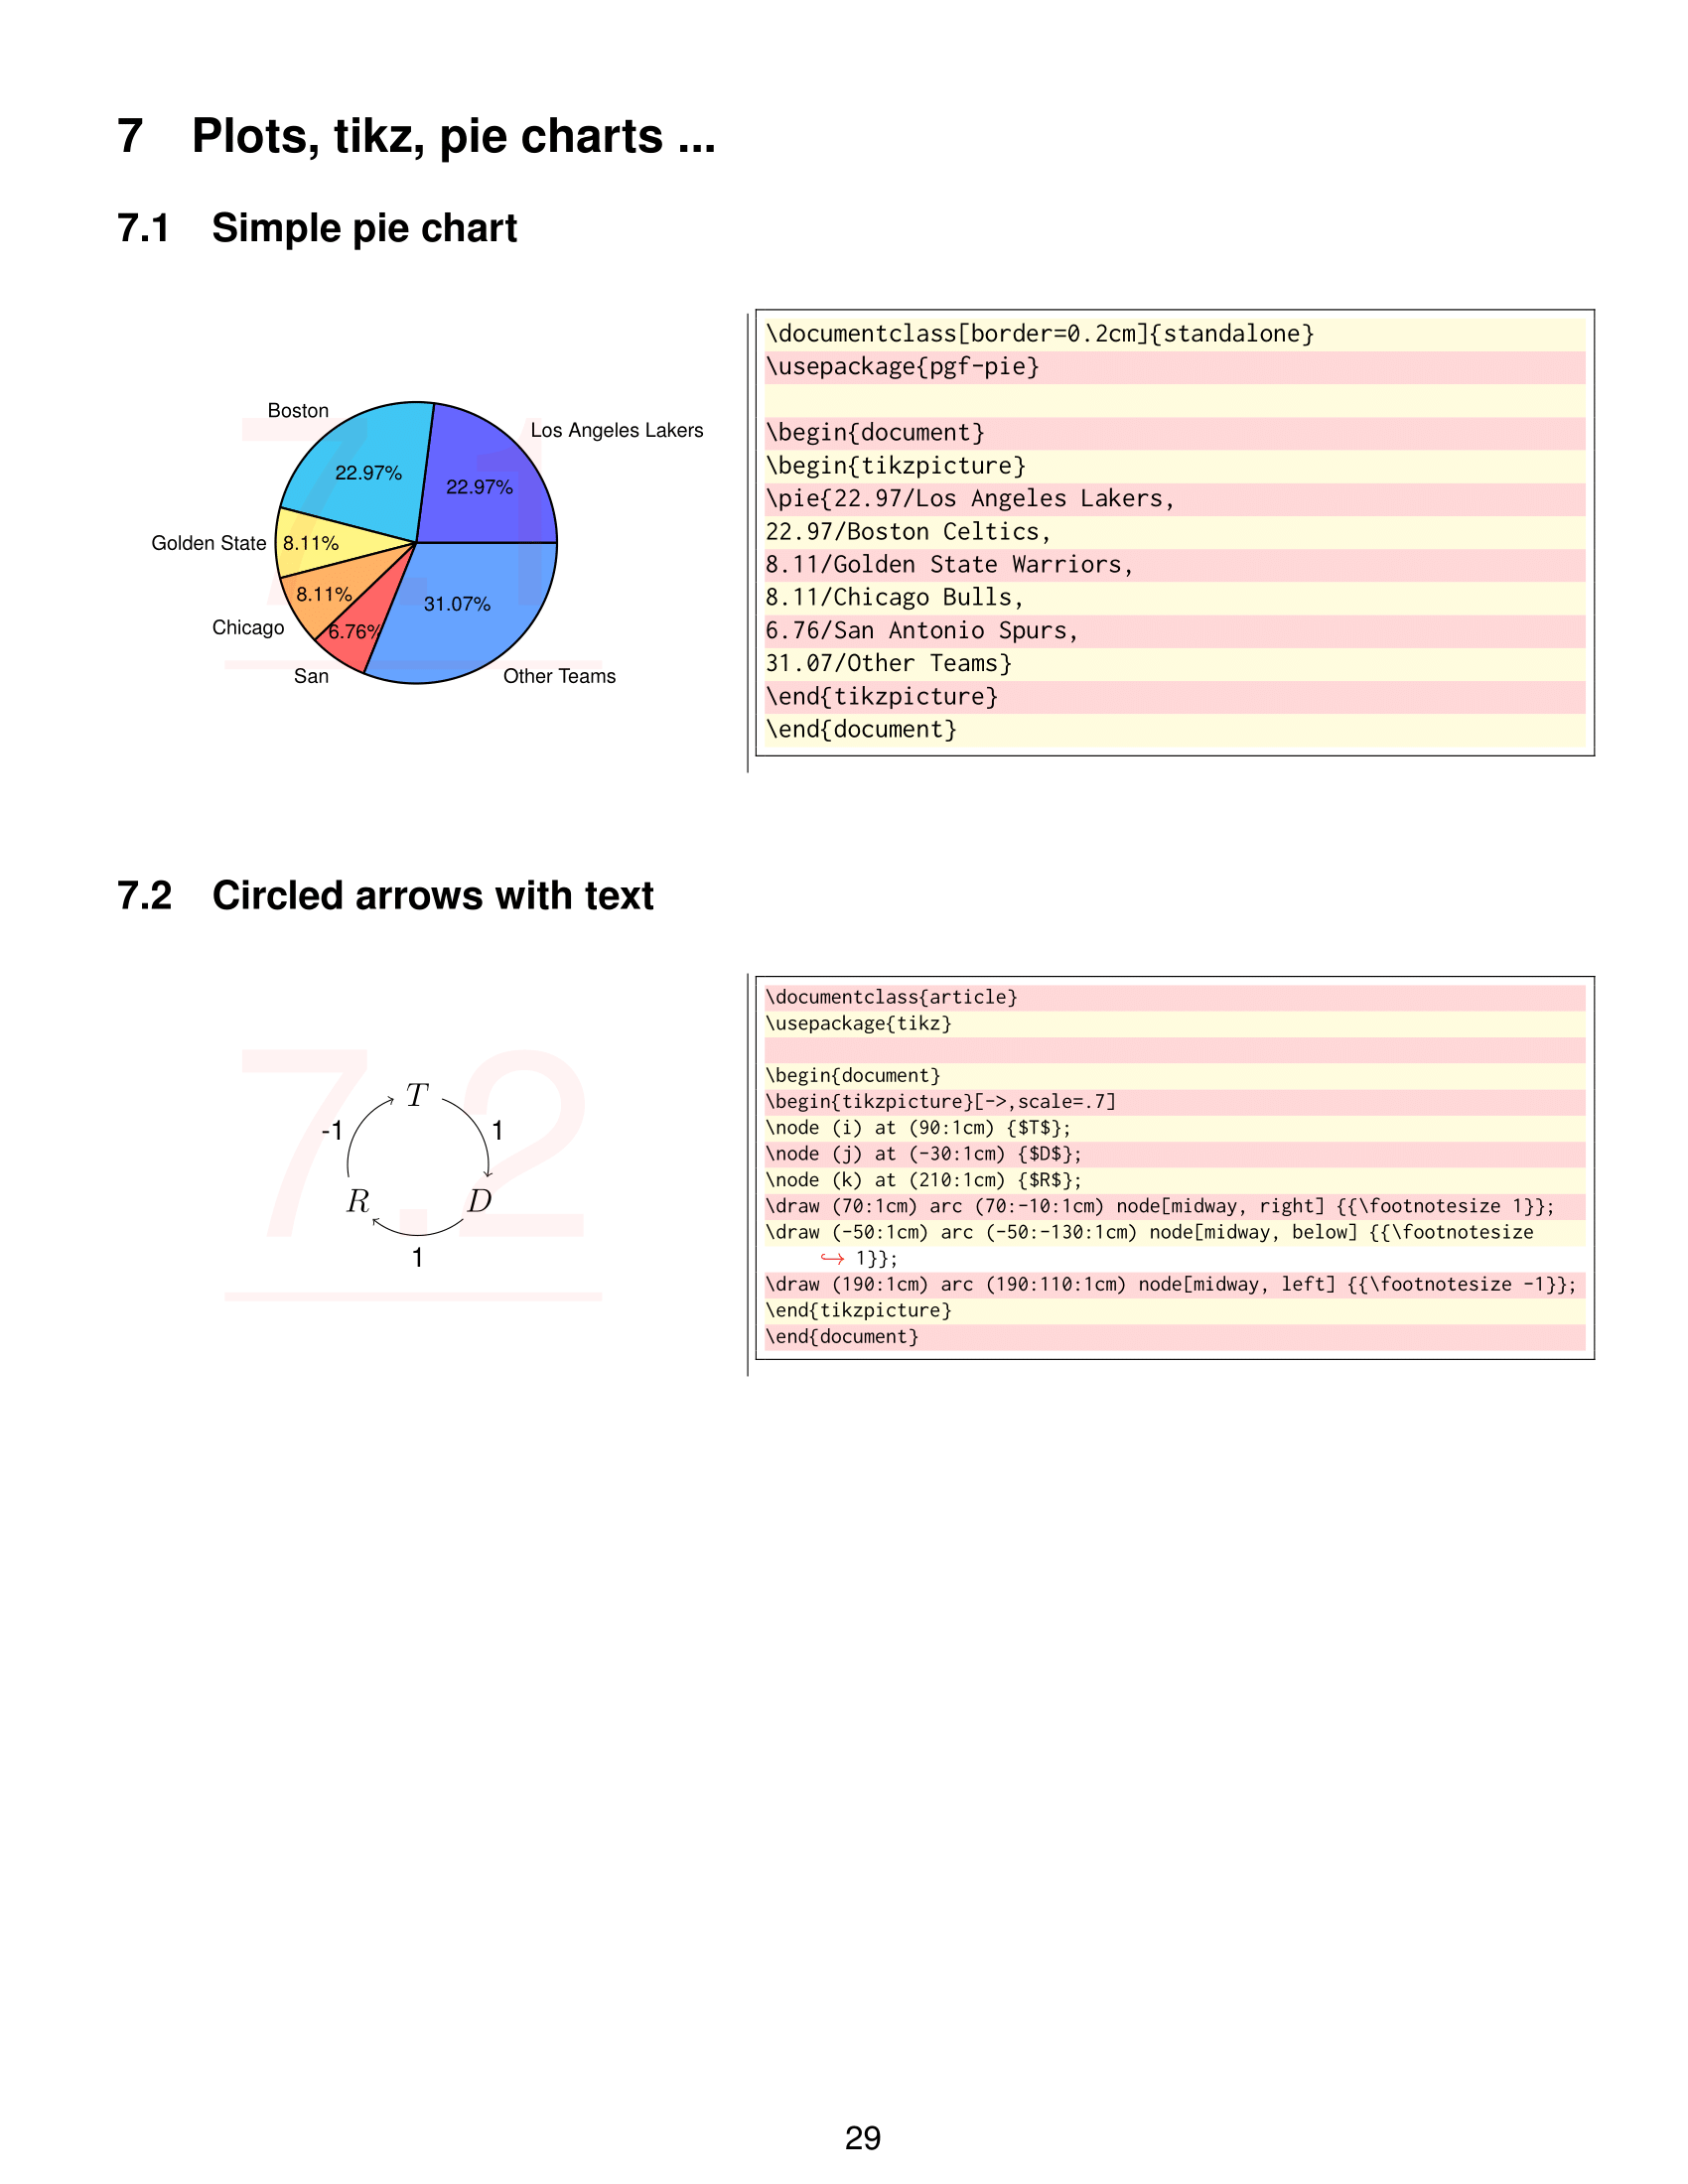 7 Plots, tikz, pie charts ...
7.1 Simple pie chart
7.1
Boston
Los Angeles Lakers
22.97%
22.97%
Golden State
8.11%
8.11%
31.07%
Chicago
6.76%
San
Other Teams
\documentclass[border=0.2cm]{standalone}
\usepackage{pgf-pie}
\begin{document}
\begin{tikzpicture}
\pie{22.97/Los Angeles Lakers,
22.97/Boston Celtics,
8.11/Golden State Warriors,
8.11/Chicago Bulls,
6.76/San Antonio Spurs,
31.07/Other Teams}
\end{tikzpicture}
\end{document}
7.2 Circled arrows with text
7.2
T
-1
1
R
D
1
\documentclass{article}
\usepackage{tikz}
\begin{document}
\begin{tikzpicture}[->,scale=.7]
\node (i) at (90:1cm) {$T$};
\node (j) at (-30:1cm) {$D$};
\node (k) at (210:1cm) {$R$};
\draw (70:1cm) arc (70:-10:1cm) node[midway, right] {{\footnotesize 1}};
\draw (-50:1cm) arc (-50:-130:1cm) node[midway, below] {{\footnotesize
↪ 1}};
\draw (190:1cm) arc (190:110:1cm) node[midway, left] {{\footnotesize -1}};
\end{tikzpicture}
\end{document}
29